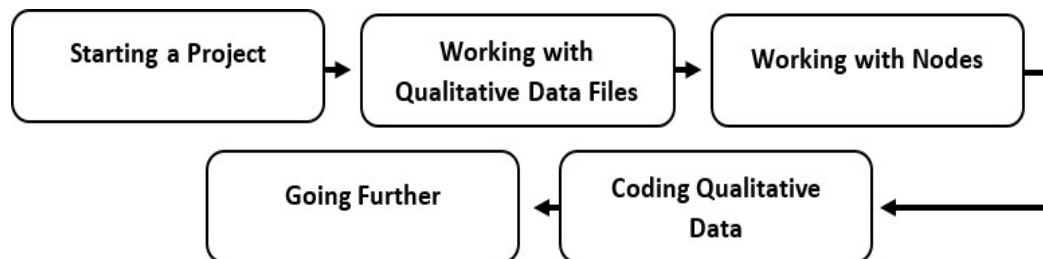 Starting a Project
Working with
Qualitative Data Files
Working with Nodes
Coding Qualitative
Data
Going Further